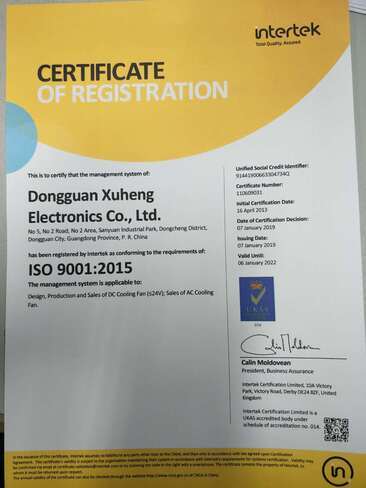 intertek
Total Quality. Assured.
CERTIFICATE
OF REGISTRATION
This is to certify that the management system of:
Dongguan Xuheng
Electronics Co., Ltd.
No 5, No 2 Road, No 2 Area, Sanyuan Industrial Park, Dongcheng District,
Dongguan City, Guangdong Province, P. R. China
has been registered by Intertek as conforming to the requirements of:
ISO 9001:2015
The management system is applicable to:
Design, Production and Sales of DC Cooling Fan (≤24V); Sales of AC Cooling
Fan.
Unified Social Credit Identifier:
91441900663304734Q
Certificate Number:
110609031
Initial Certification Date:
16 April 2013
Date of Certification Decision:
07 January 2019
Issuing Date:
07 January 2019
Valid Until:
06 January 2022
UKAS
014
Calin Moldovean
Calin Moldovean
President, Business Assurance
Intertek Certification Limited, 10A Victory
Park, Victory Road, Derby DE24 8ZF, United
Kingdom
Intertek Certification Limited is a
UKAS accredited body under
schedule of accreditation no. 014.
in